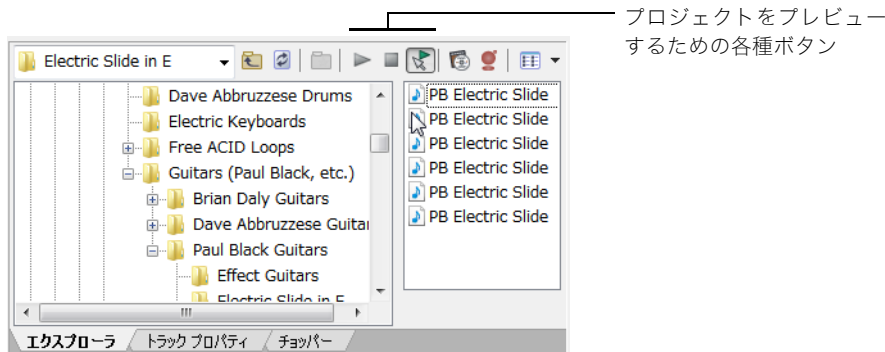 プロジェクトをプレビュー
するための各種ボタン
Electric Slide in E
Dave Abbruzzese Drums
Electric Keyboards
Free ACID Loops
Guitars (Paul Black, etc.)
Brian Daly Guitars
Dave Abbruzzese Guitar
Paul Black Guitars
Effect Guitars
Electric Slide in E
PB Electric Slide
PB Electric Slide
PB Electric Slide
PB Electric Slide
PB Electric Slide
PB Electric Slide
エクスプローラ
トラック プロパティ
チョッパー